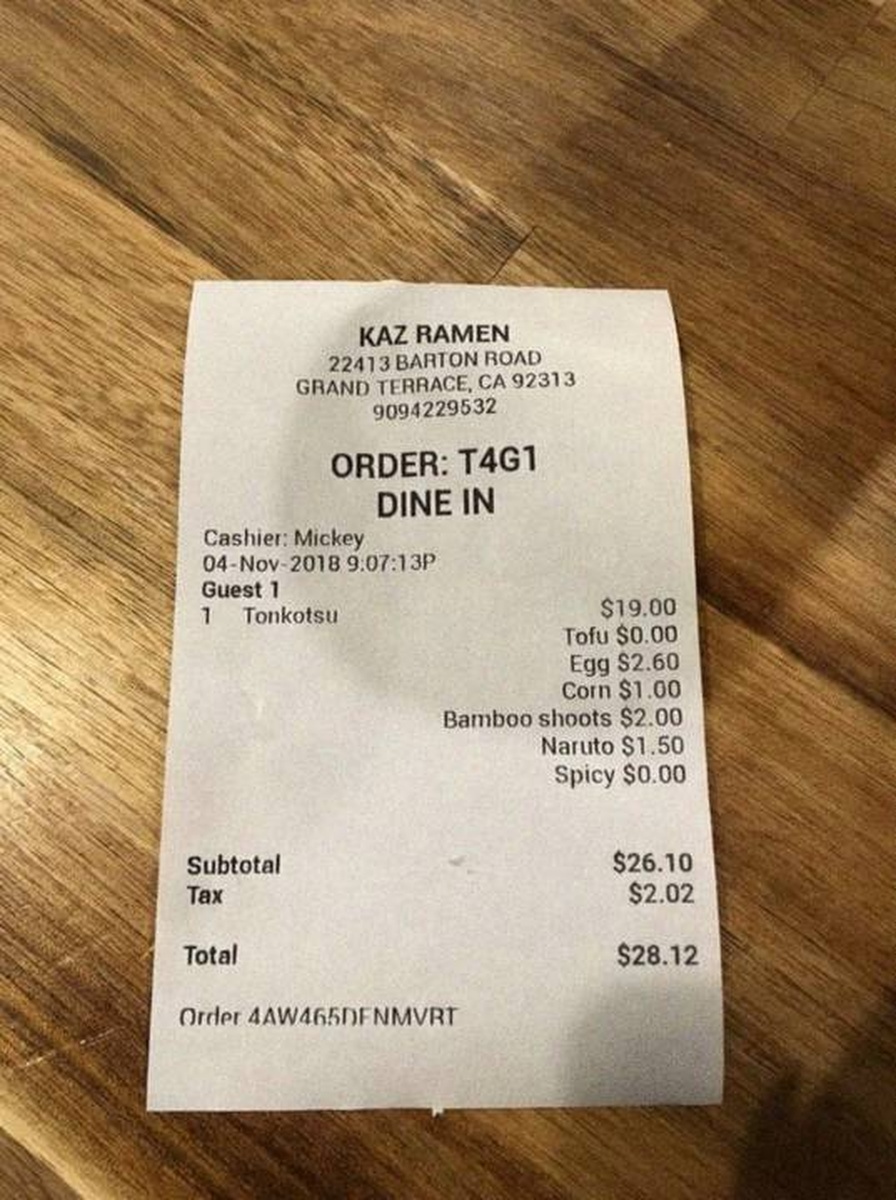 KAZ RAMEN
22413 BARTON ROAD
GRAND TERRACE, CA 92313
9094229532
ORDER: T4G1
DINE IN
Cashier: Mickey
04-Nov-2018 9:07:13P
Guest 1
1 Tonkotsu $19.00
Tofu $0.00
Egg $2.60
Corn $1.00
Bamboo shoots $2.00
Naruto $1.50
Spicy $0.00
Subtotal $26.10
Tax $2.02
Total $28.12
Order 4AW465DFNMVRT